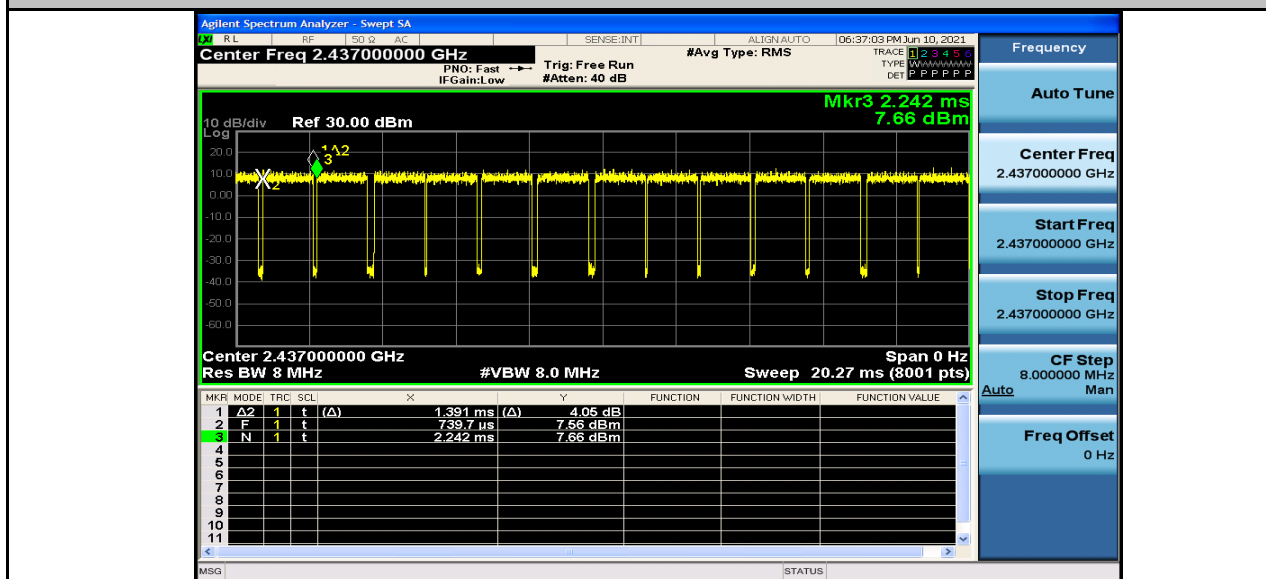 Agilent Spectrum Analyzer - Swept SA
LXI RL RF 50 Ω AC SENSE:INT ALIGN AUTO 06:37:03 PM Jun 10, 2021
Center Freq 2.437000000 GHz #Avg Type: RMS TRACE 1 2 3 4 5 6
PNO: Fast Trig: Free Run TYPE WWWWWW
IFGain:Low #Atten: 40 dB DET P P P P P P
Frequency
Auto Tune
Center Freq
2.437000000 GHz
Start Freq
2.437000000 GHz
Stop Freq
2.437000000 GHz
CF Step
8.000000 MHz
Auto Man
Freq Offset
0 Hz
Mkr3 2.242 ms
7.66 dBm
10 dB/div Ref 30.00 dBm
Log
20.0
10.0
0.00
-10.0
-20.0
-30.0
-40.0
-50.0
-60.0
1Δ2
3
2
Center 2.437000000 GHz Span 0 Hz
Res BW 8 MHz #VBW 8.0 MHz Sweep 20.27 ms (8001 pts)
MKR MODE TRC SCL X Y FUNCTION FUNCTION WIDTH FUNCTION VALUE
1 Δ2 1 t (Δ) 1.391 ms (Δ) 4.05 dB
2 F 1 t 739.7 µs 7.56 dBm
3 N 1 t 2.242 ms 7.66 dBm
4
5
6
7
8
9
10
11
MSG STATUS